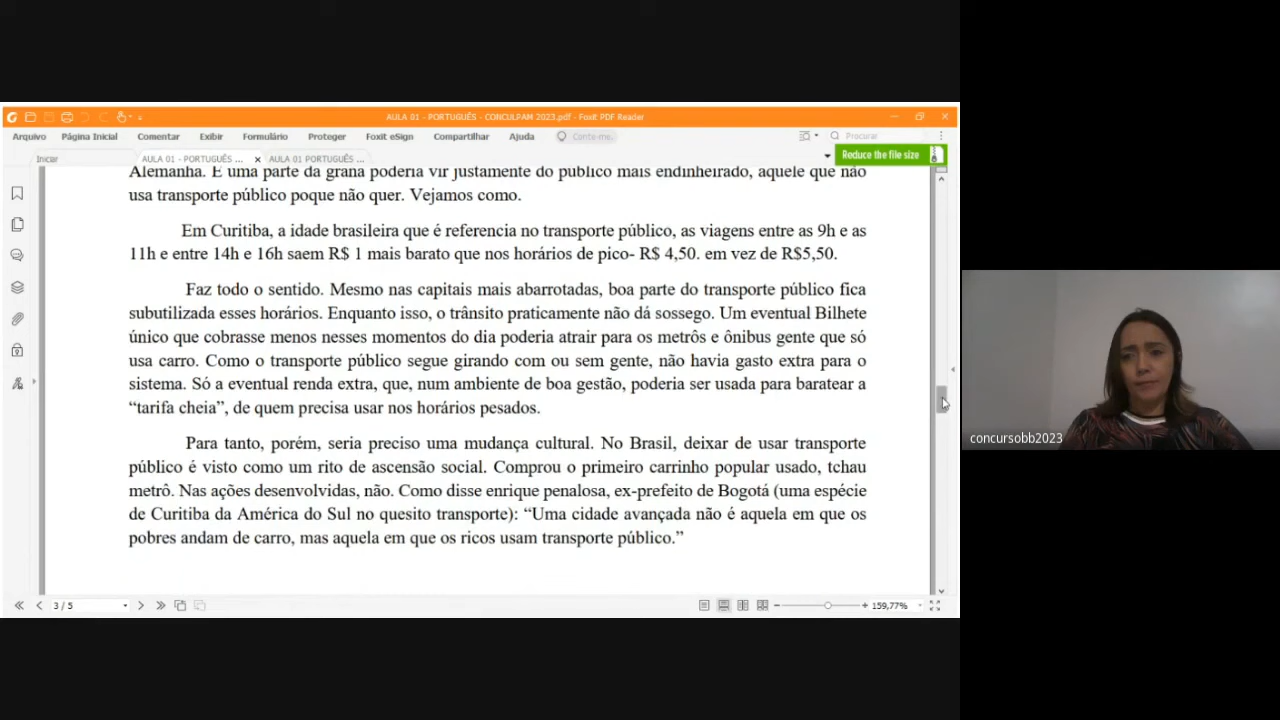 AULA 01 - PORTUGUÊS - CONCULPAM 2023.pdf - Foxit PDF Reader
Arquivo Página Inicial Comentar Exibir Formulário Proteger Foxit eSign Compartilhar Ajuda Conte-me. Procurar
Iniciar AULA 01 - PORTUGUÊS ... AULA 01 PORTUGUÊS ... Reduce the file size
Alemanha. E uma parte da grana poderia vir justamente do público mais endinheirado, aquele que não
usa transporte público poque não quer. Vejamos como.
Em Curitiba, a idade brasileira que é referencia no transporte público, as viagens entre as 9h e as
11h e entre 14h e 16h saem R$ 1 mais barato que nos horários de pico- R$ 4,50. em vez de R$5,50.
Faz todo o sentido. Mesmo nas capitais mais abarrotadas, boa parte do transporte público fica
subutilizada esses horários. Enquanto isso, o trânsito praticamente não dá sossego. Um eventual Bilhete
único que cobrasse menos nesses momentos do dia poderia atrair para os metrôs e ônibus gente que só
usa carro. Como o transporte público segue girando com ou sem gente, não havia gasto extra para o
sistema. Só a eventual renda extra, que, num ambiente de boa gestão, poderia ser usada para baratear a
“tarifa cheia”, de quem precisa usar nos horários pesados.
Para tanto, porém, seria preciso uma mudança cultural. No Brasil, deixar de usar transporte
público é visto como um rito de ascensão social. Comprou o primeiro carrinho popular usado, tchau
metrô. Nas ações desenvolvidas, não. Como disse enrique penalosa, ex-prefeito de Bogotá (uma espécie
de Curitiba da América do Sul no quesito transporte): “Uma cidade avançada não é aquela em que os
pobres andam de carro, mas aquela em que os ricos usam transporte público.”
3 / 5 159,77%
concursobb2023